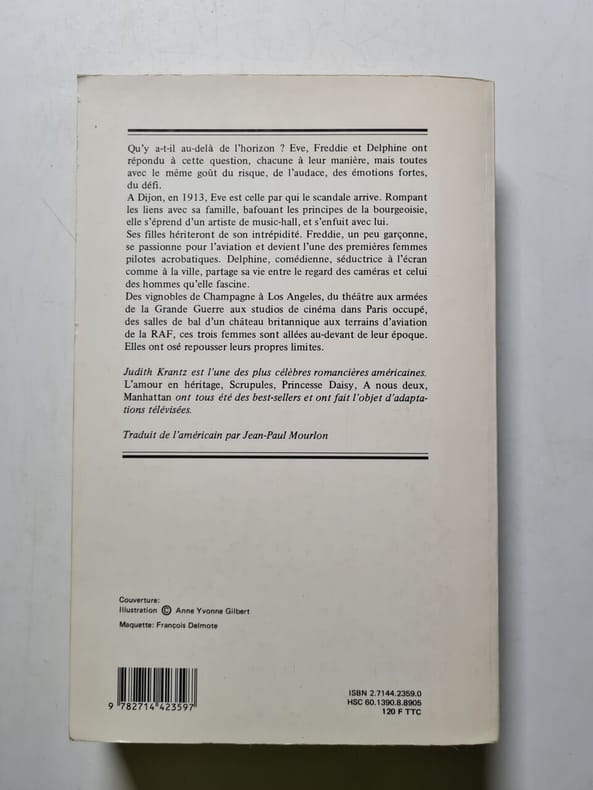 Qu'y a-t-il au-delà de l'horizon ? Eve, Freddie et Delphine ont
répondu à cette question, chacune à leur manière, mais toutes
avec le même goût du risque, de l'audace, des émotions fortes,
du défi.
A Dijon, en 1913, Eve est celle par qui le scandale arrive. Rompant
les liens avec sa famille, bafouant les principes de la bourgeoisie,
elle s'éprend d'un artiste de music-hall, et s'enfuit avec lui.
Ses filles hériteront de son intrépidité. Freddie, un peu garçonne,
se passionne pour l'aviation et devient l'une des premières femmes
pilotes acrobatiques. Delphine, comédienne, séductrice à l'écran
comme à la ville, partage sa vie entre le regard des caméras et celui
des hommes qu'elle fascine.
Des vignobles de Champagne à Los Angeles, du théâtre aux armées
de la Grande Guerre aux studios de cinéma dans Paris occupé,
des salles de bal d'un château britannique aux terrains d'aviation
de la RAF, ces trois femmes sont allées au-devant de leur époque.
Elles ont osé repousser leurs propres limites.
Judith Krantz est l'une des plus célèbres romancières américaines.
L'amour en héritage, Scrupules, Princesse Daisy, A nous deux,
Manhattan ont tous été des best-sellers et ont fait l'objet d'adapta-
tions télévisées.
Traduit de l'américain par Jean-Paul Mourlon
Couverture:
Illustration © Anne Yvonne Gilbert
Maquette: François Delmote
9 782714 423597
ISBN 2.7144.2359.0
HSC 60.1390.8.8905
120 F TTC